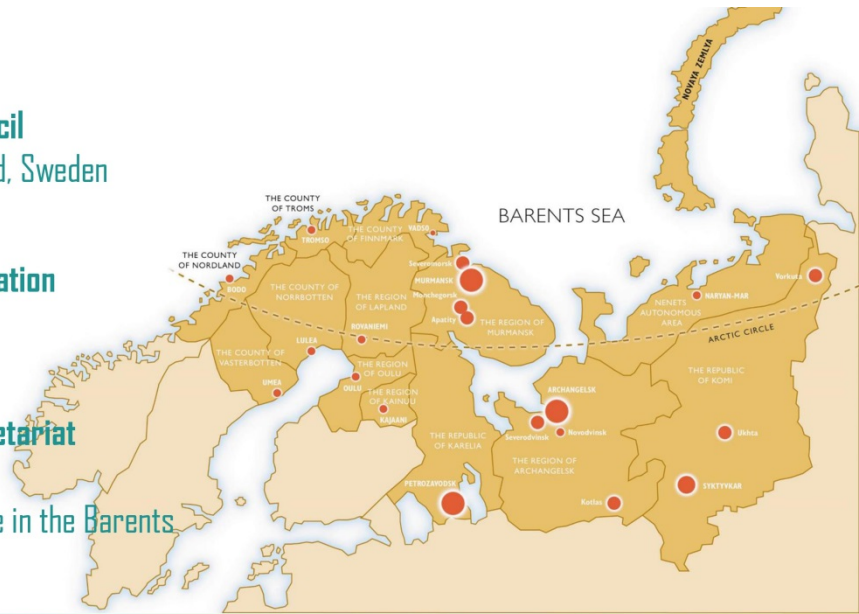 cil
d, Sweden
ation
etariat
e in the Barents
NOVAYA ZEMLYA
BARENTS SEA
THE COUNTY
OF TROMS
TROMSO
THE COUNTY
OF FINNMARK
VADSO
THE COUNTY
OF NORDLAND
BODO
Severomorsk
MURMANSK
Monchegorsk
Apatity
THE REGION OF
MURMANSK
THE COUNTY OF
NORRBOTTEN
THE REGION
OF LAPLAND
ROVANIEMI
LULEA
THE COUNTY OF
VASTERBOTTEN
UMEA
THE REGION
OF OULU
OULU
THE REGION
OF KAINUU
KAJAANI
NENETS
AUTONOMOUS
AREA
NARYAN-MAR
Vorkuta
ARCTIC CIRCLE
THE REPUBLIC
OF KOMI
ARCHANGELSK
Severodvinsk
Novodvinsk
THE REGION OF
ARCHANGELSK
THE REPUBLIC
OF KARELIA
PETROZAVODSK
Kotlas
Ukhta
SYKTYVKAR